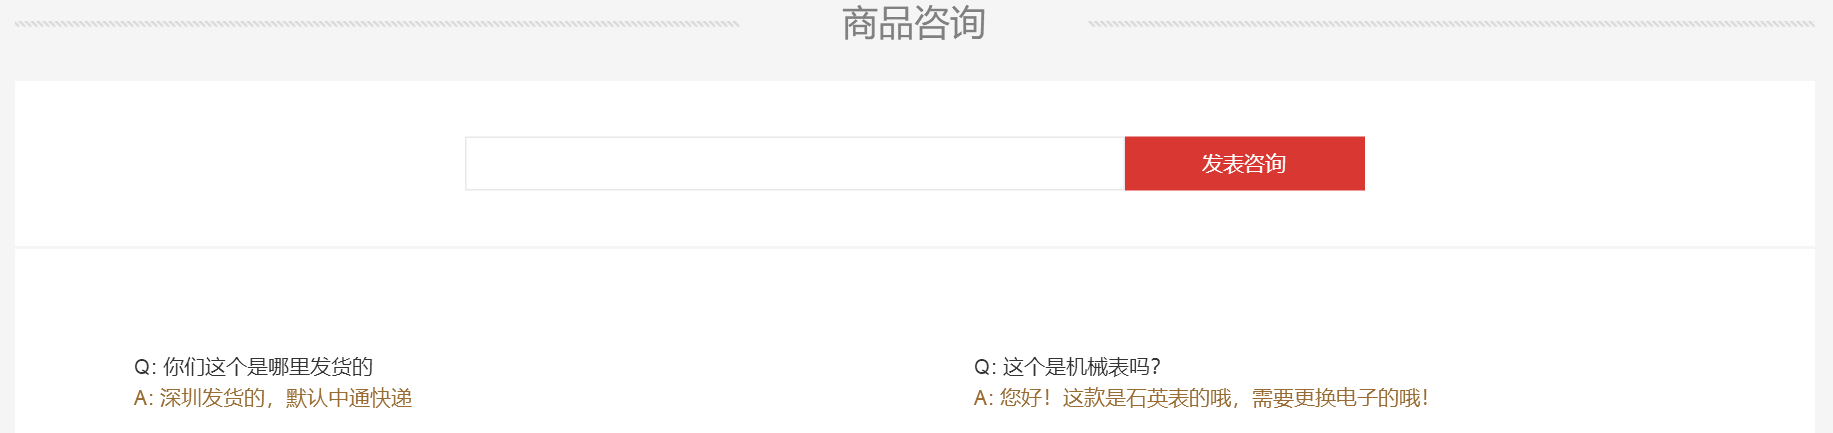 商品咨询
发表咨询
Q: 你们这个是哪里发货的
A: 深圳发货的，默认中通快递
Q: 这个是机械表吗？
A: 您好！这款是石英表的哦，需要更换电子的哦！